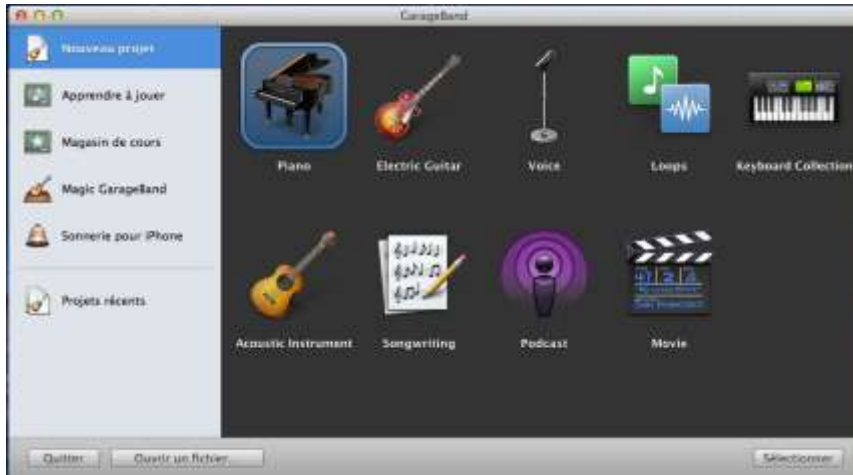 GarageBand
Nouveau projet
Apprendre à jouer
Magasin de cours
Magic GarageBand
Sonnerie pour iPhone
Projets récents
Piano
Electric Guitar
Voice
Loops
Keyboard Collection
Acoustic Instrument
Songwriting
Podcast
Movie
Quitter
Ouvrir un fichier...
Sélectionner